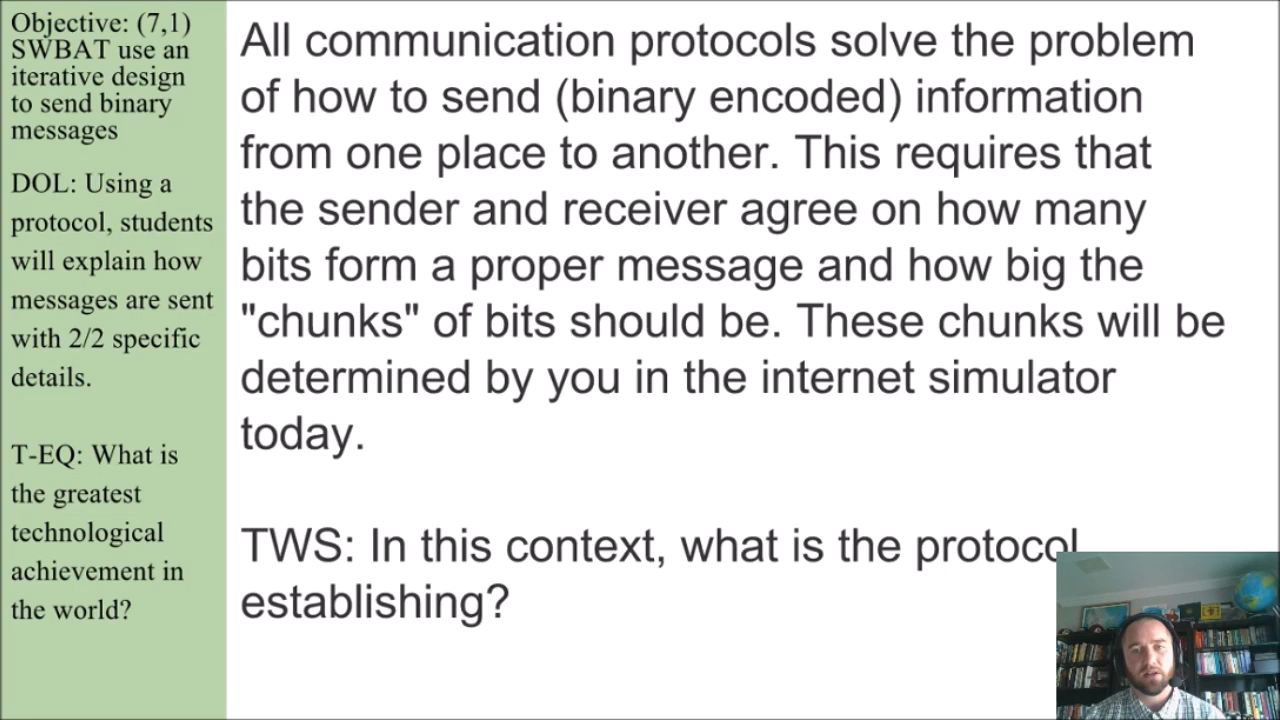 Objective: (7,1)
SWBAT use an
iterative design
to send binary
messages
DOL: Using a
protocol, students
will explain how
messages are sent
with 2/2 specific
details.
T-EQ: What is
the greatest
technological
achievement in
the world?
All communication protocols solve the problem
of how to send (binary encoded) information
from one place to another. This requires that
the sender and receiver agree on how many
bits form a proper message and how big the
"chunks" of bits should be. These chunks will be
determined by you in the internet simulator
today.
TWS: In this context, what is the protocol
establishing?